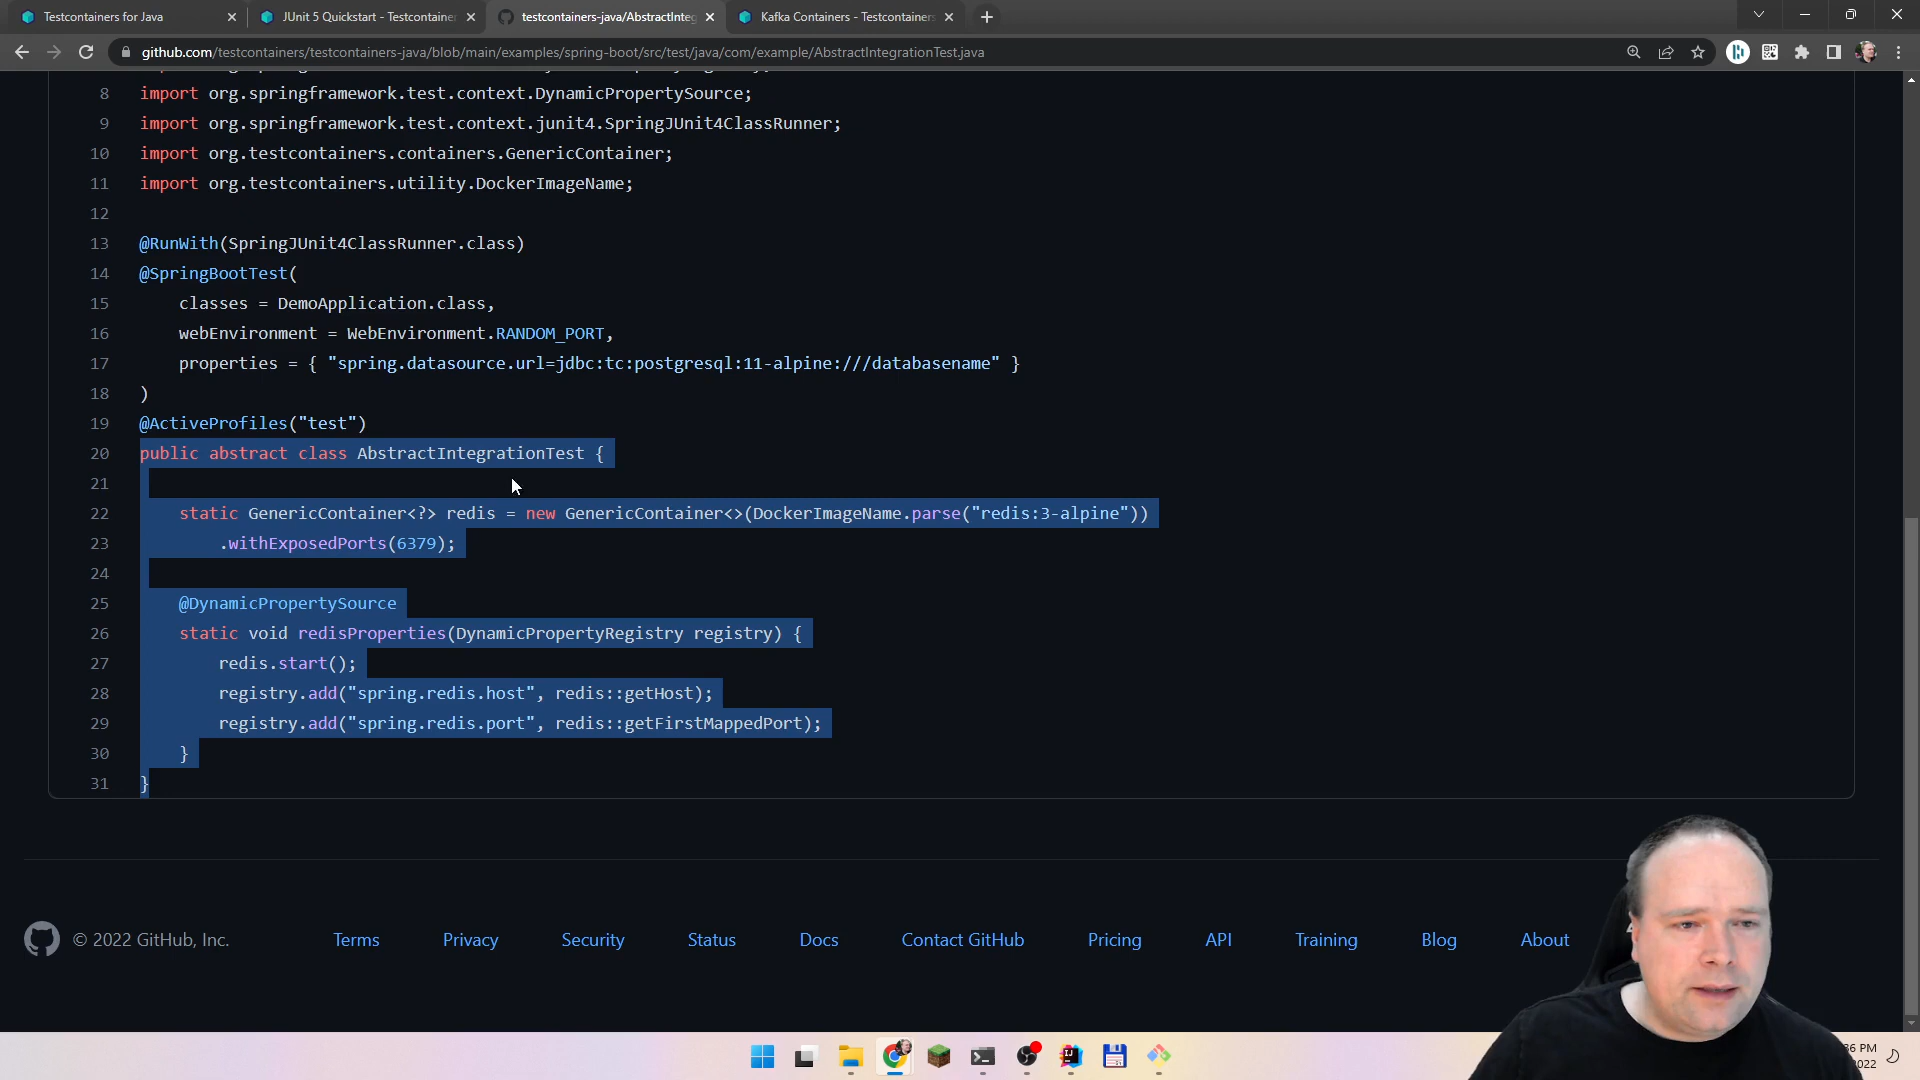 Testcontainers for Java
JUnit 5 Quickstart - Testcontainer
testcontainers-java/AbstractInteg
Kafka Containers - Testcontainers
github.com/testcontainers/testcontainers-java/blob/main/examples/spring-boot/src/test/java/com/example/AbstractIntegrationTest.java
8 import org.springframework.test.context.DynamicPropertySource;
9 import org.springframework.test.context.junit4.SpringJUnit4ClassRunner;
10 import org.testcontainers.containers.GenericContainer;
11 import org.testcontainers.utility.DockerImageName;
12
13 @RunWith(SpringJUnit4ClassRunner.class)
14 @SpringBootTest(
15 classes = DemoApplication.class,
16 webEnvironment = WebEnvironment.RANDOM_PORT,
17 properties = { "spring.datasource.url=jdbc:tc:postgresql:11-alpine:///databasename" }
18 )
19 @ActiveProfiles("test")
20 public abstract class AbstractIntegrationTest {
21
22 static GenericContainer<?> redis = new GenericContainer<>(DockerImageName.parse("redis:3-alpine"))
23 .withExposedPorts(6379);
24
25 @DynamicPropertySource
26 static void redisProperties(DynamicPropertyRegistry registry) {
27 redis.start();
28 registry.add("spring.redis.host", redis::getHost);
29 registry.add("spring.redis.port", redis::getFirstMappedPort);
30 }
31 }
© 2022 GitHub, Inc.
Terms
Privacy
Security
Status
Docs
Contact GitHub
Pricing
API
Training
Blog
About
36 PM
2022